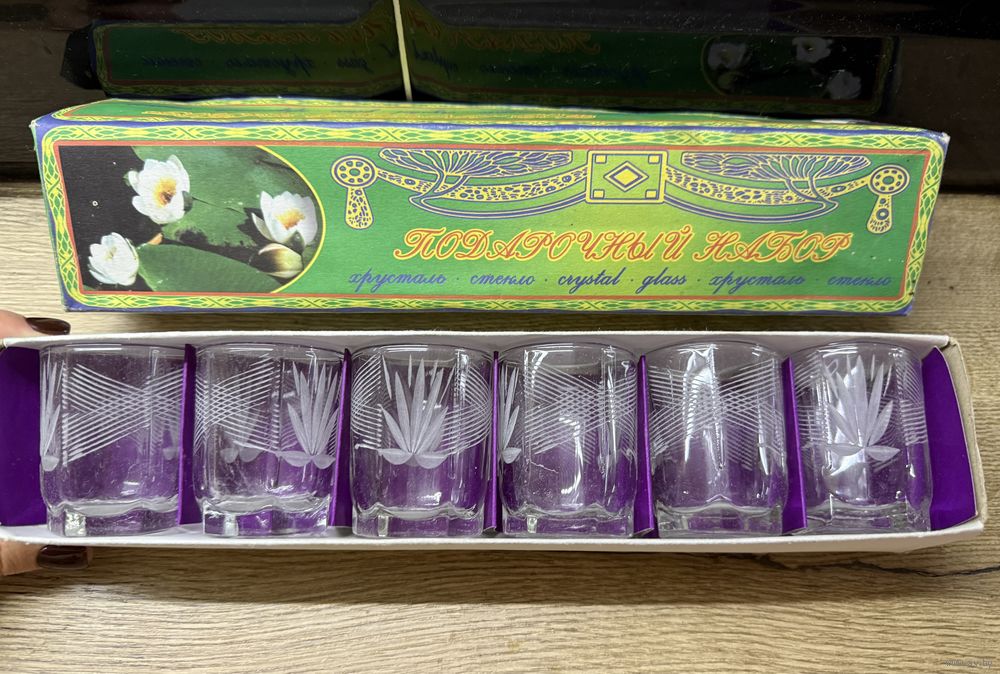 ПОДАРОЧНЫЙ НАБОР
хрусталь · стекло · crystal · glass · хрусталь · стекло